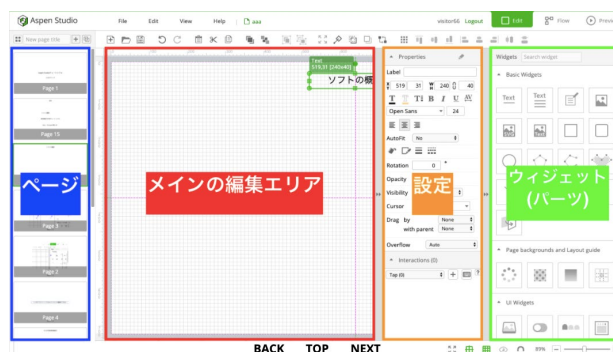 Aspen Studio
File Edit View Help aaa
visitor66 Logout
Edit Flow Prev
New page title
Text
519,31 [240x40]
ソフトの概
Page 1
Page 15
ページ
Page 3
Page 2
Page 4
メインの編集エリア
Properties
Label
519 31 240 40
Open Sans 24
AutoFit No
Rotation 0
Opacity
Visibility
設定
Cursor
Drag by None
with parent None
Overflow Auto
Interactions (0)
Tap (0)
Widgets Search widget
Basic Widgets
Text Text
ウィジェット
(パーツ)
Page backgrounds and Layout guide
UI Widgets
BACK TOP NEXT